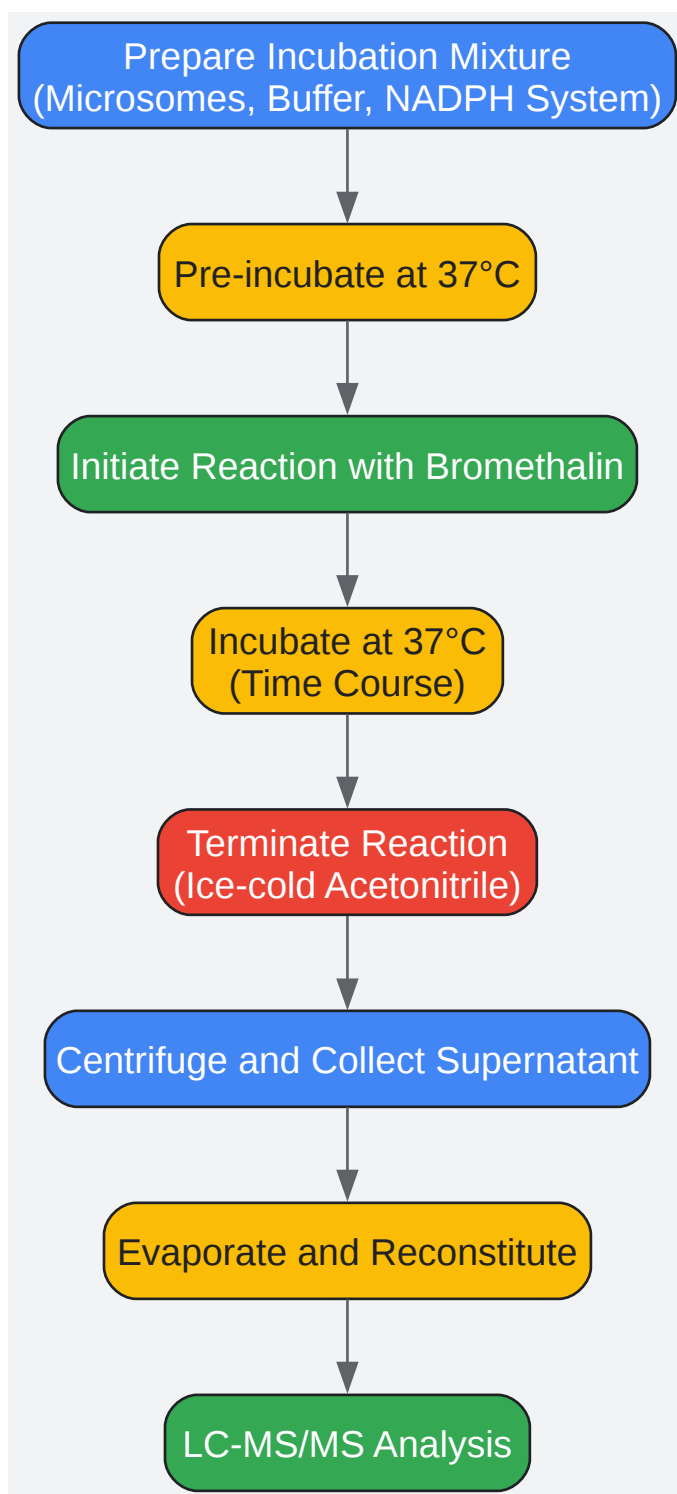 Prepare Incubation Mixture
(Microsomes, Buffer, NADPH System)
Pre-incubate at 37°C
Initiate Reaction with Bromethalin
Incubate at 37°C
(Time Course)
Terminate Reaction
(Ice-cold Acetonitrile)
Centrifuge and Collect Supernatant
Evaporate and Reconstitute
LC-MS/MS Analysis